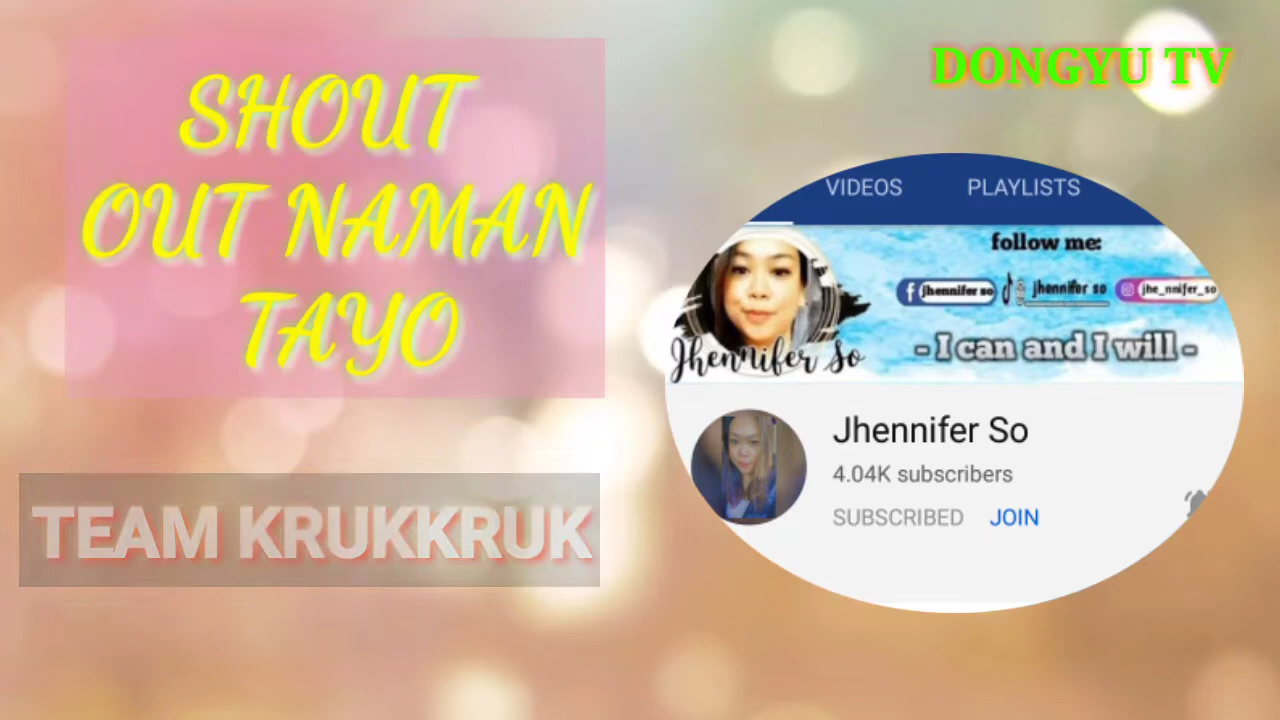 SHOUT
OUT NAMAN
TAYO
TEAM KRUKKRUK
DONGYU TV
VIDEOS PLAYLISTS
follow me:
jhennifer so jhennifer so jhe_nnifer_so
Jhennifer So
- I can and I will -
Jhennifer So
4.04K subscribers
SUBSCRIBED JOIN